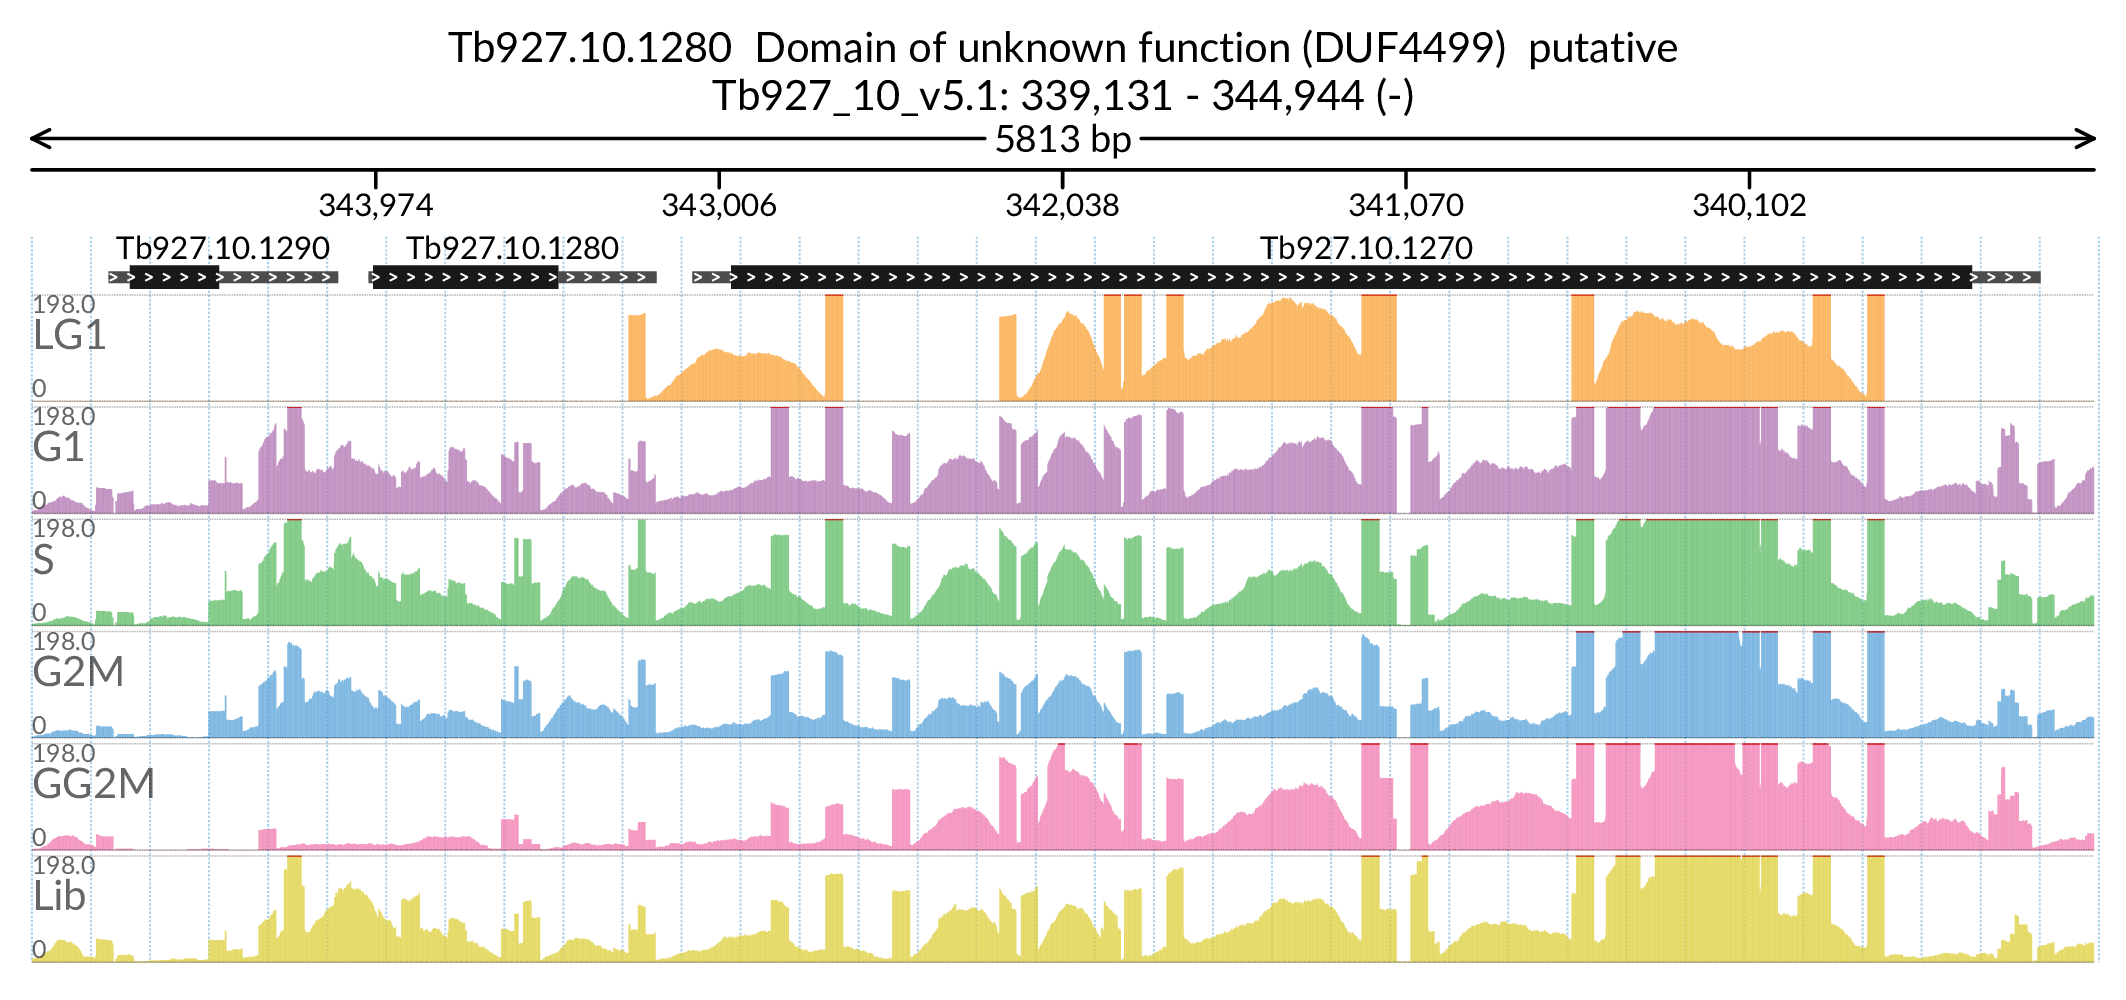 Tb927.10.1280  Domain of unknown function (DUF4499)  putative
Tb927_10_v5.1: 339,131 - 344,944 (-)
5813 bp
343,974 343,006 342,038 341,070 340,102
Tb927.10.1290 Tb927.10.1280 Tb927.10.1270
198.0
LG1
0
198.0
G1
0
198.0
S
0
198.0
G2M
0
198.0
GG2M
0
198.0
Lib
0